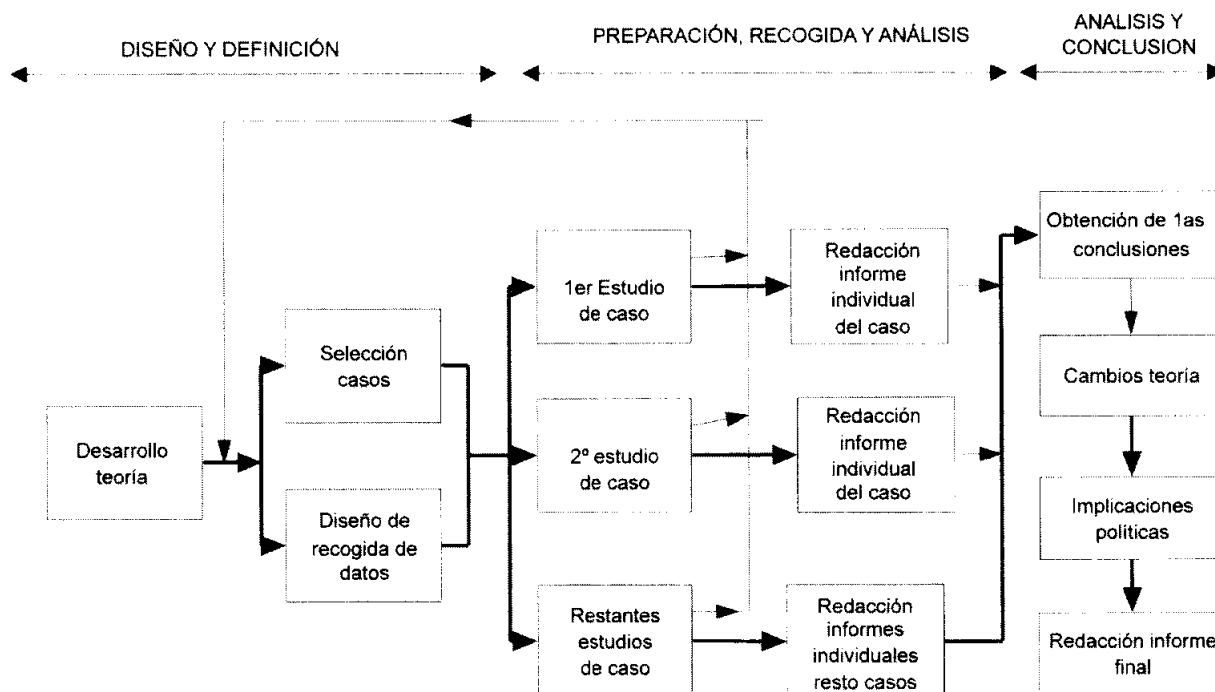 DISEÑO Y DEFINICIÓN
PREPARACIÓN, RECOGIDA Y ANÁLISIS
ANALISIS Y
CONCLUSION
Desarrollo
teoría
Selección
casos
Diseño de
recogida de
datos
1er Estudio
de caso
2º estudio
de caso
Restantes
estudios
de caso
Redacción
informe
individual
del caso
Redacción
informe
individual
del caso
Redacción
informes
individuales
resto casos
Obtención de 1as
conclusiones
Cambios teoría
Implicaciones
políticas
Redacción informe
final